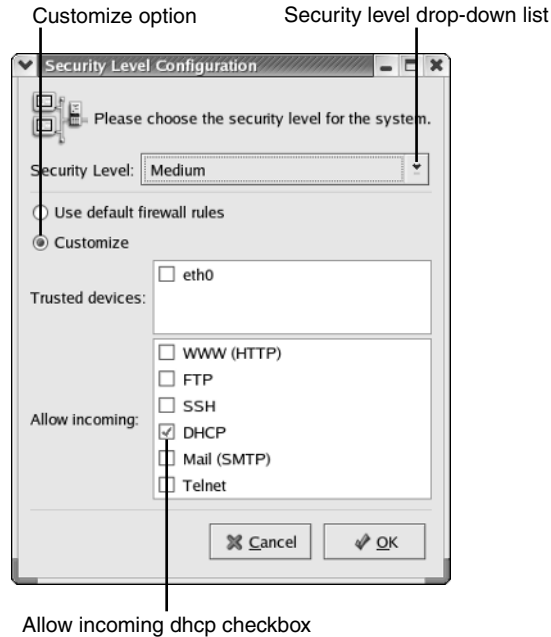 Customize option
Security level drop-down list
Security Level Configuration
Please choose the security level for the system.
Security Level: Medium
Use default firewall rules
Customize
Trusted devices:
eth0
Allow incoming:
WWW (HTTP)
FTP
SSH
DHCP
Mail (SMTP)
Telnet
Cancel
OK
Allow incoming dhcp checkbox